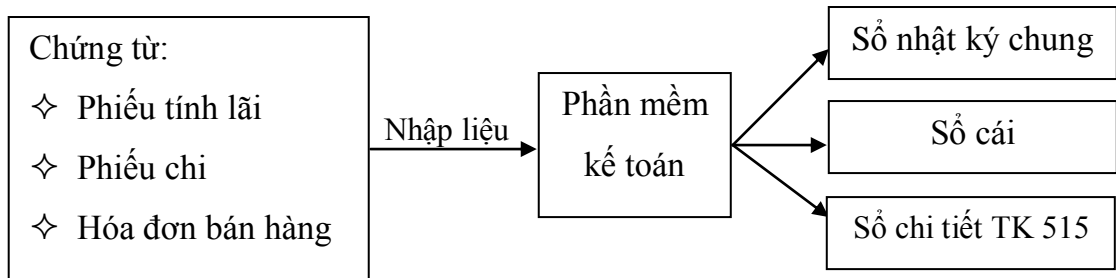 Chứng từ:
✧ Phiếu tính lãi
✧ Phiếu chi
✧ Hóa đơn bán hàng
Nhập liệu
Phần mềm
kế toán
Sổ nhật ký chung
Sổ cái
Sổ chi tiết TK 515